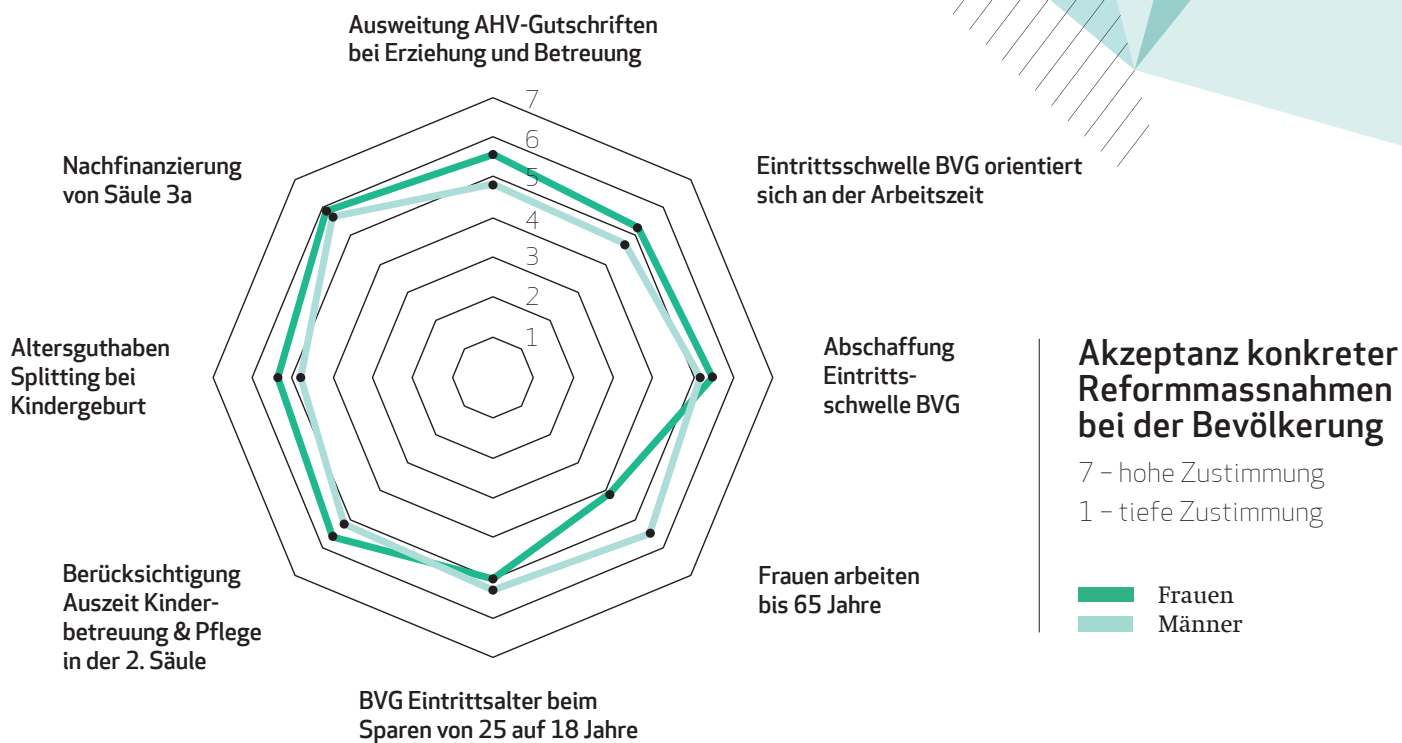 Ausweitung AHV-Gutschriften
bei Erziehung und Betreuung
7
6
5
4
3
2
1
Nachfinanzierung
von Säule 3a
Eintrittsschwelle BVG orientiert
sich an der Arbeitszeit
Altersguthaben
Splitting bei
Kindergeburt
Abschaffung
Eintritts-
schwelle BVG
Berücksichtigung
Auszeit Kinder-
betreuung & Pflege
in der 2. Säule
Frauen arbeiten
bis 65 Jahre
BVG Eintrittsalter beim
Sparen von 25 auf 18 Jahre
Akzeptanz konkreter
Reformmassnahmen
bei der Bevölkerung
7 – hohe Zustimmung
1 – tiefe Zustimmung
Frauen
Männer